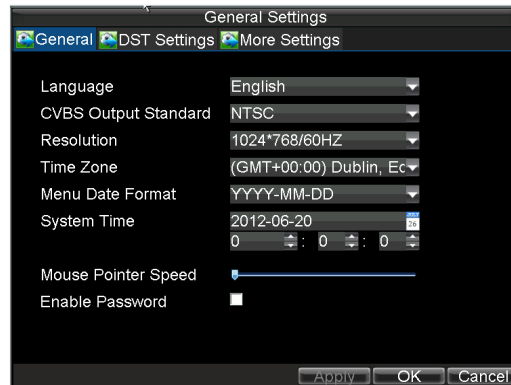 General Settings
General DST Settings More Settings
Language English
CVBS Output Standard NTSC
Resolution 1024*768/60HZ
Time Zone (GMT+00:00) Dublin, Ec
Menu Date Format YYYY-MM-DD
System Time 2012-06-20
JULY
26
0 : 0 : 0
Mouse Pointer Speed
Enable Password
Apply OK Cancel